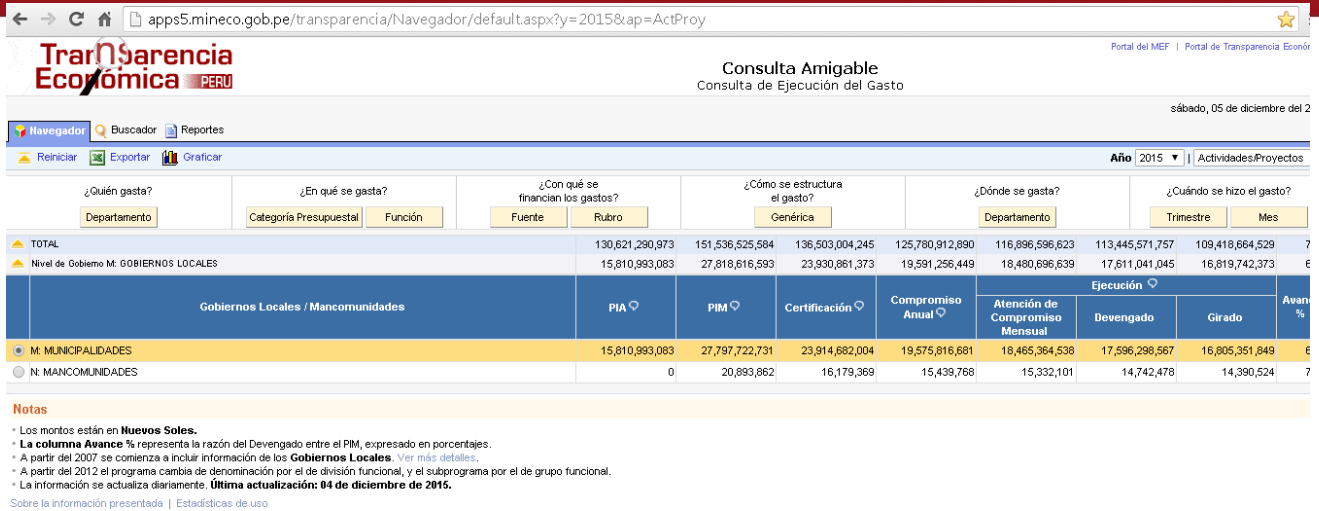 apps5.mineco.gob.pe/transparencia/Navegador/default.aspx?y=2015&ap=ActProy
Transparencia
Económica PERU
Portal del MEF | Portal de Transparencia Econór
Consulta Amigable
Consulta de Ejecución del Gasto
sábado, 05 de diciembre del 2
Navegador Buscador Reportes
Reiniciar Exportar Graficar
Año 2015 | Actividades/Proyectos
¿Quién gasta? ¿En qué se gasta? ¿Con qué se financian los gastos? ¿Cómo se estructura el gasto? ¿Dónde se gasta? ¿Cuándo se hizo el gasto?
Departamento Categoría Presupuestal Función Fuente Rubro Genérica Departamento Trimestre Mes
TOTAL 130,621,290,973 151,536,525,584 136,503,004,245 125,780,912,890 116,896,596,623 113,445,571,757 109,418,664,529 7
Nivel de Gobierno M: GOBIERNOS LOCALES 15,810,993,083 27,818,616,593 23,930,861,373 19,591,256,449 18,480,696,639 17,611,041,045 16,819,742,373 6
Gobiernos Locales / Mancomunidades PIA PIM Certificación Compromiso Anual Ejecución Avance %
Atención de Compromiso Mensual Devengado Girado
M: MUNICIPALIDADES 15,810,993,083 27,797,722,731 23,914,682,004 19,575,816,681 18,465,364,538 17,596,298,567 16,805,351,849 6
N: MANCOMUNIDADES 0 20,893,862 16,179,369 15,439,768 15,332,101 14,742,478 14,390,524 7
Notas
Los montos están en Nuevos Soles.
La columna Avance % representa la razón del Devengado entre el PIM, expresado en porcentajes.
A partir del 2007 se comienza a incluir información de los Gobiernos Locales. Ver más detalles.
A partir del 2012 el programa cambia de denominación por el de división funcional, y el subprograma por el de grupo funcional.
La información se actualiza diariamente. Última actualización: 04 de diciembre de 2015.
Sobre la información presentada | Estadísticas de uso